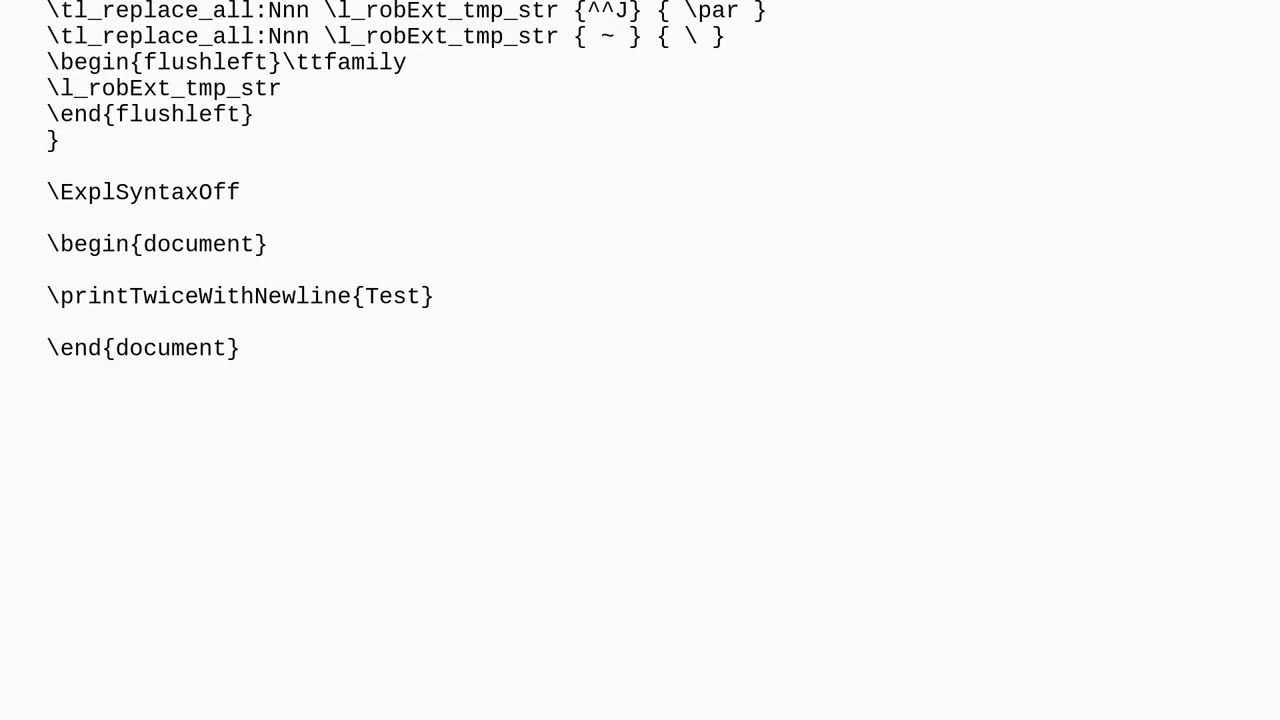 \tl_replace_all:Nnn \l_robExt_tmp_str {^^J} { \par }
\tl_replace_all:Nnn \l_robExt_tmp_str { ~ } { \ }
\begin{flushleft}\ttfamily
\l_robExt_tmp_str
\end{flushleft}
}
\ExplSyntaxOff
\begin{document}
\printTwiceWithNewline{Test}
\end{document}